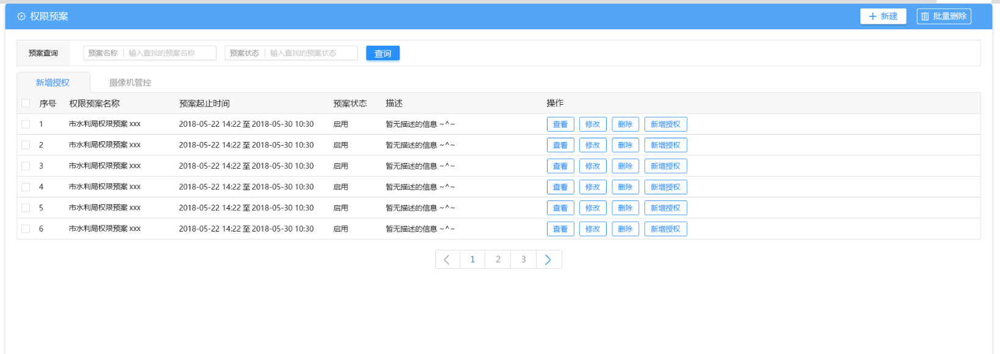 权限预案
新建 批量删除
预案查询 预案名称 输入查找的预案名称 预案状态 输入查找的预案状态 查询
新增授权 摄像机管控
序号 权限预案名称 预案起止时间 预案状态 描述 操作
1 市水利局权限预案 xxx 2018-05-22 14:22 至 2018-05-30 10:30 启用 暂无描述的信息 ~^~ 查看 修改 删除 新增授权
2 市水利局权限预案 xxx 2018-05-22 14:22 至 2018-05-30 10:30 启用 暂无描述的信息 ~^~ 查看 修改 删除 新增授权
3 市水利局权限预案 xxx 2018-05-22 14:22 至 2018-05-30 10:30 启用 暂无描述的信息 ~^~ 查看 修改 删除 新增授权
4 市水利局权限预案 xxx 2018-05-22 14:22 至 2018-05-30 10:30 启用 暂无描述的信息 ~^~ 查看 修改 删除 新增授权
5 市水利局权限预案 xxx 2018-05-22 14:22 至 2018-05-30 10:30 启用 暂无描述的信息 ~^~ 查看 修改 删除 新增授权
6 市水利局权限预案 xxx 2018-05-22 14:22 至 2018-05-30 10:30 启用 暂无描述的信息 ~^~ 查看 修改 删除 新增授权
1 2 3